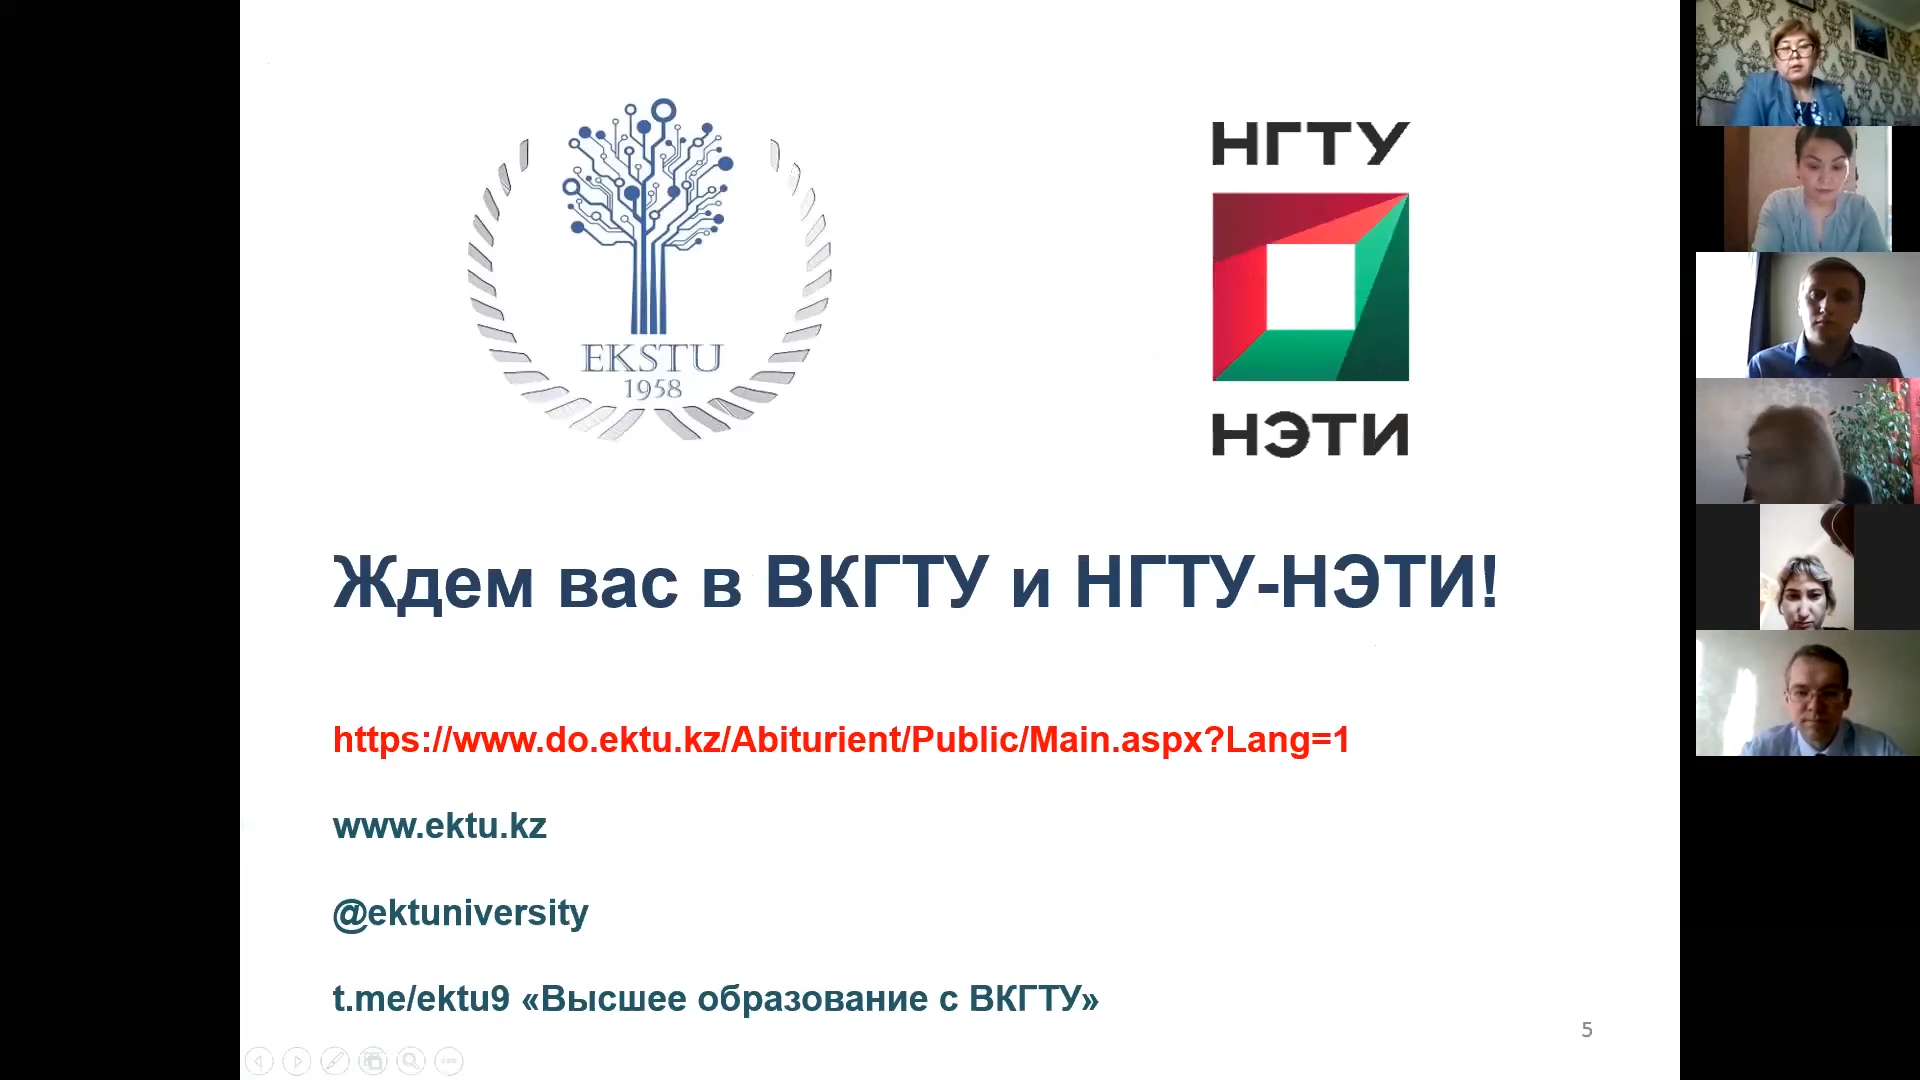 EKSTU
1958
НГТУ
НЭТИ
Ждем вас в ВКГТУ и НГТУ-НЭТИ!
https://www.do.ektu.kz/Abiturient/Public/Main.aspx?Lang=1
www.ektu.kz
@ektuniversity
t.me/ektu9 «Высшее образование с ВКГТУ»
5